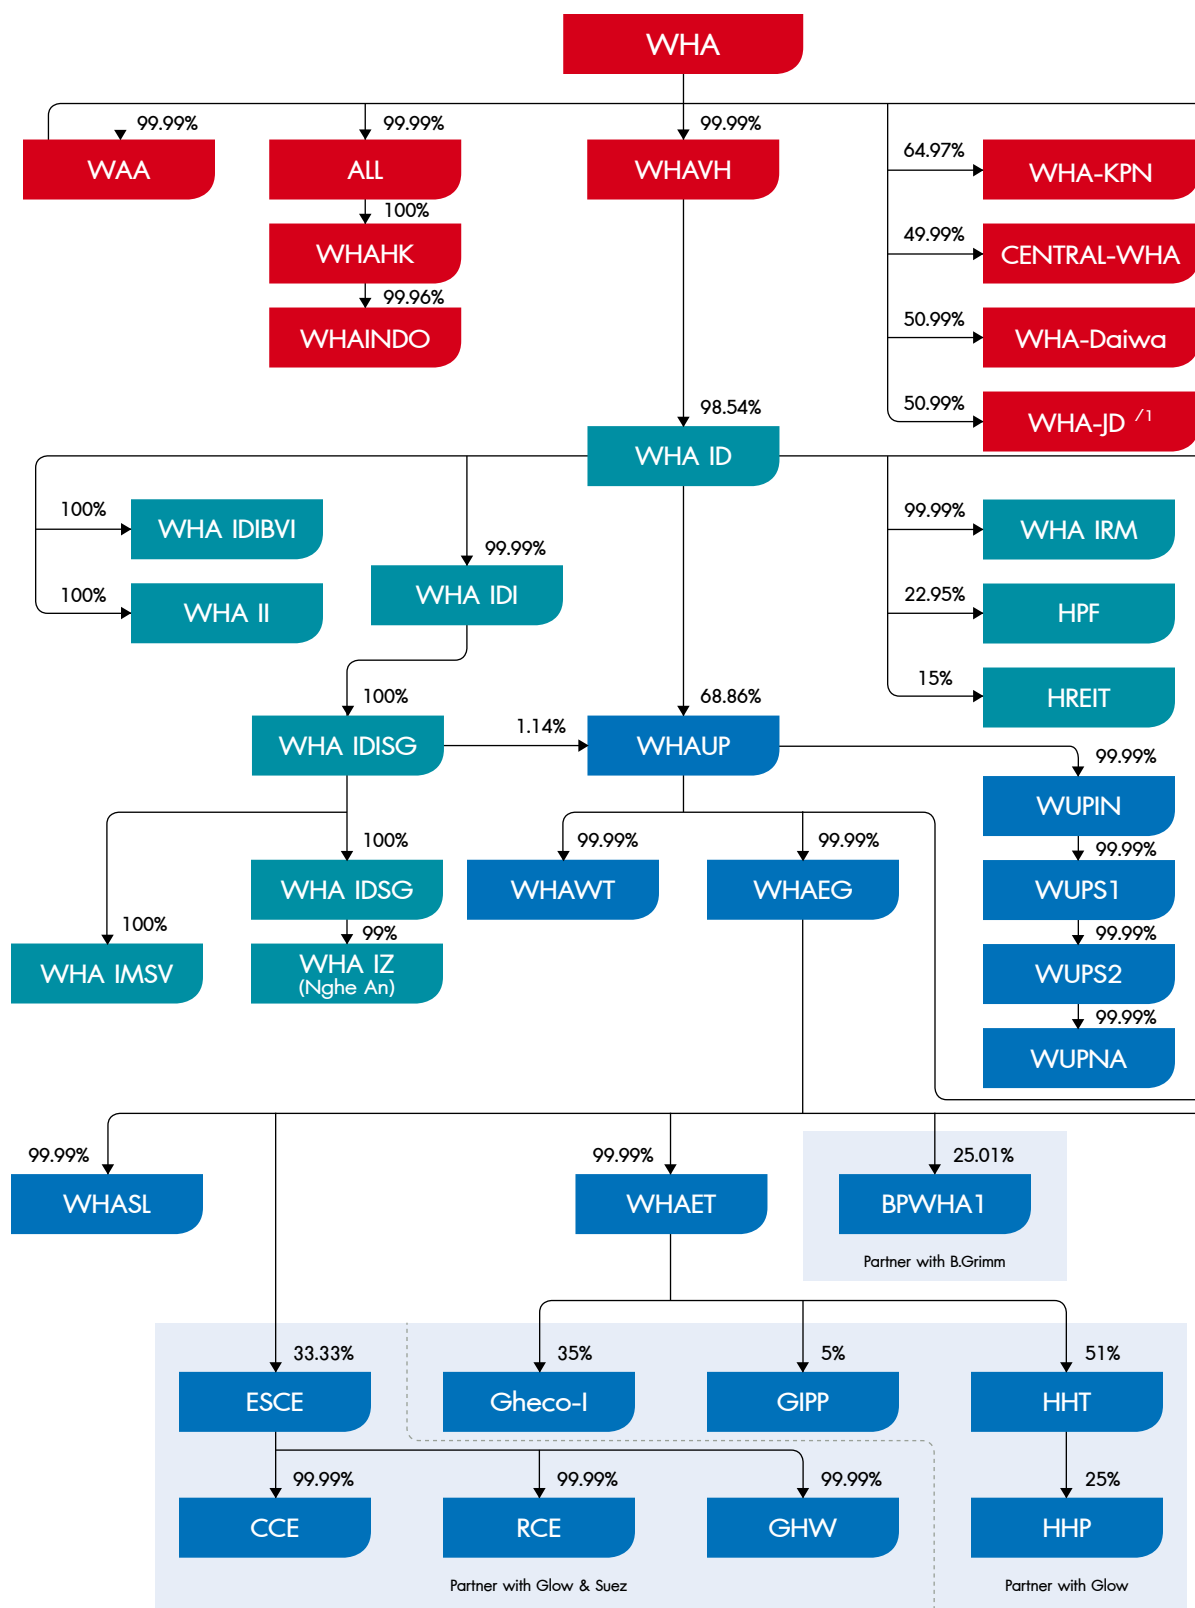 WHA
99.99%
99.99%
99.99%
WAA
ALL
WHAVH
64.97%
WHA-KPN
100%
WHAHK
49.99%
CENTRAL-WHA
99.96%
WHAINDO
50.99%
WHA-Daiwa
98.54%
50.99%
WHA-JD /1
WHA ID
100%
WHA IDIBVI
99.99%
WHA IDI
99.99%
WHA IRM
100%
WHA II
22.95%
HPF
15%
HREIT
100%
68.86%
WHA IDISG
1.14%
WHAUP
99.99%
WUPIN
100%
99.99%
99.99%
99.99%
WHA IDSG
WHAWT
WHAEG
WUPS1
100%
99%
99.99%
WHA IMSV
WHA IZ
(Nghe An)
WUPS2
99.99%
WUPNA
99.99%
99.99%
25.01%
WHASL
WHAET
BPWHA1
Partner with B.Grimm
33.33%
35%
5%
51%
ESCE
Gheco-I
GIPP
HHT
99.99%
99.99%
99.99%
25%
CCE
RCE
GHW
HHP
Partner with Glow & Suez
Partner with Glow